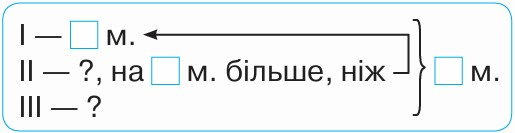 I — □ м.
II — ?, на □ м. більше, ніж
III — ?
□ м.